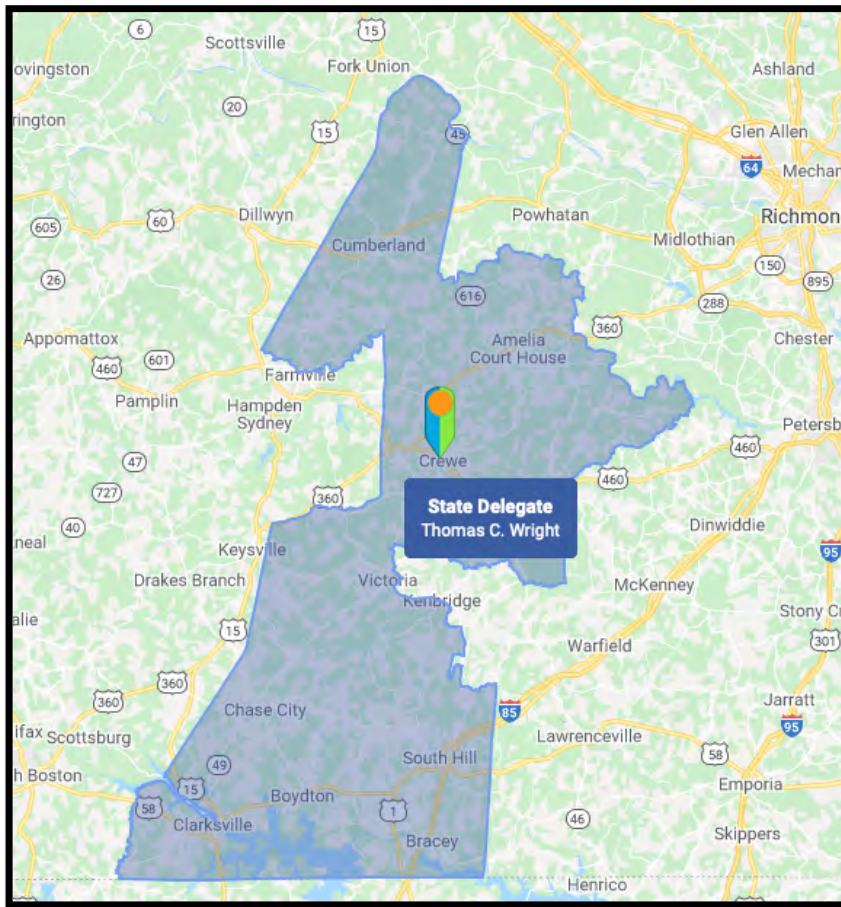 6
15
Scottsville
Fork Union
ovington
Ashland
rington
20
15
45
Glen Allen
64
Mechan
60
605
Dillwyn
Powhatan
Richmon
Cumberland
Midlothian
26
616
150
895
288
Appomattox
601
360
Chester
460
Amelia
Court House
Farmville
Pamplin
Hampden
Sydney
Petersb
47
Crewe
460
460
727
360
State Delegate
Thomas C. Wright
40
Dinwiddie
neal
Keysville
95
Drakes Branch
Victoria
McKenney
Kenbridge
Stony Cr
alie
15
Warfield
301
360
360
Jarratt
Chase City
85
95
ifax
Scottsburg
Lawrenceville
South Hill
58
49
h Boston
15
Boydton
Emporia
58
1
Clarksville
46
Bracey
Skippers
Henrico